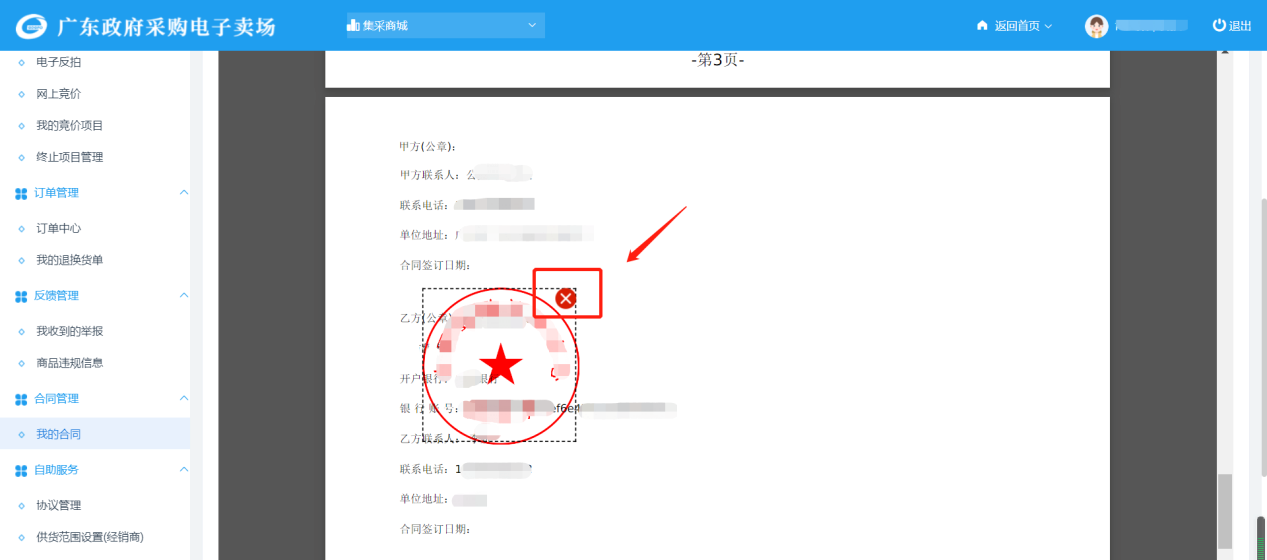 广东政府采购电子卖场
集采商城
返回首页
退出
电子反拍
网上竞价
我的竞价项目
终止项目管理
订单管理
订单中心
我的退换货单
反馈管理
我收到的举报
商品违规信息
合同管理
我的合同
自助服务
协议管理
供货范围设置(经销商)
-第3页-
甲方(公章)：
甲方联系人：
联系电话：
单位地址：
合同签订日期：
乙方(公章)
开户银行：
银 行 账 号：
乙方联系人：
联系电话：1
单位地址：
合同签订日期：